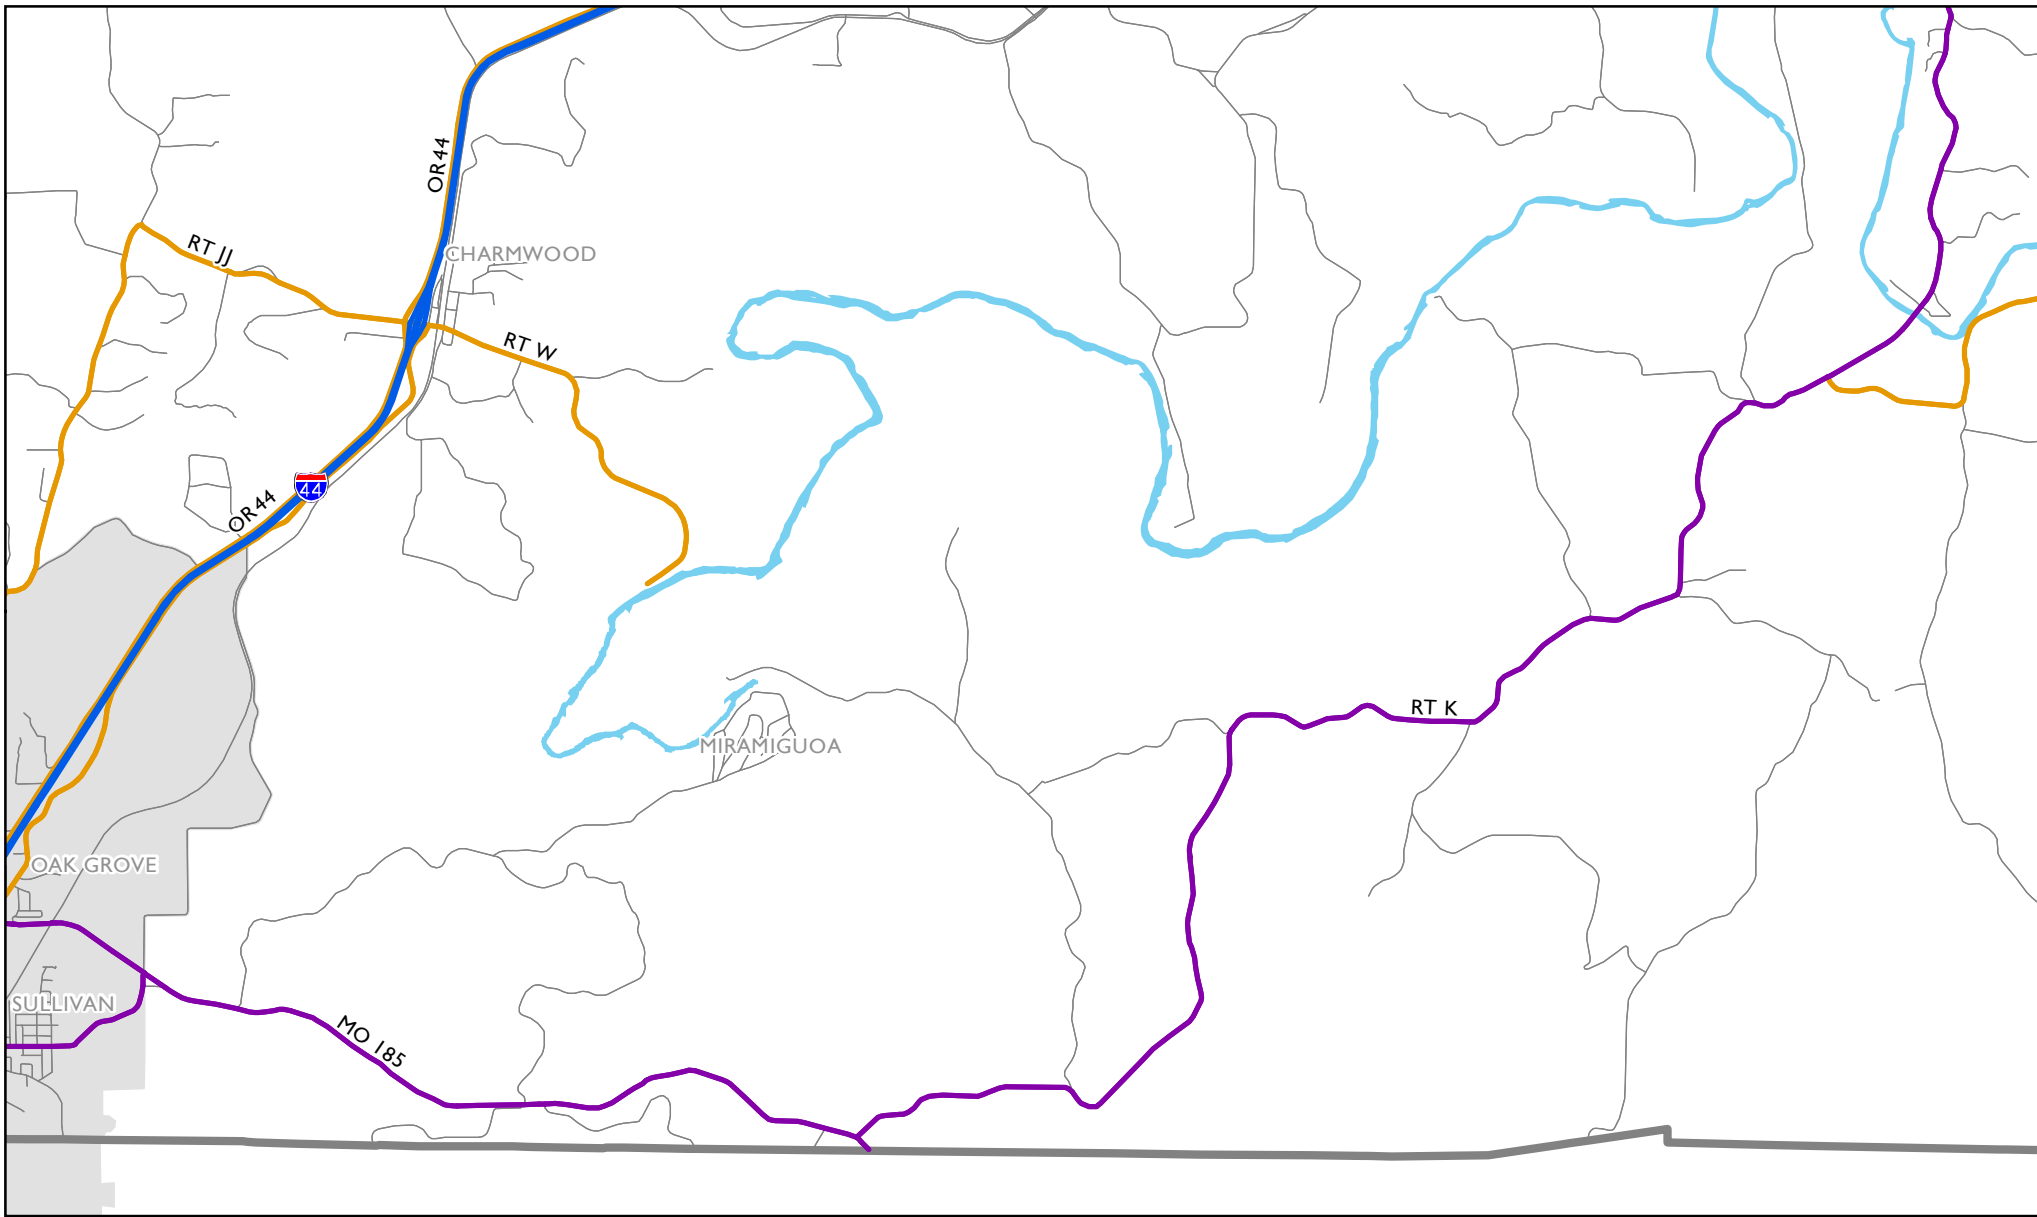 OR 44
RT JJ
CHARMWOOD
RT W
44
OR 44
RT K
MIRAMIGUOA
OAK GROVE
SULLIVAN
MO 185